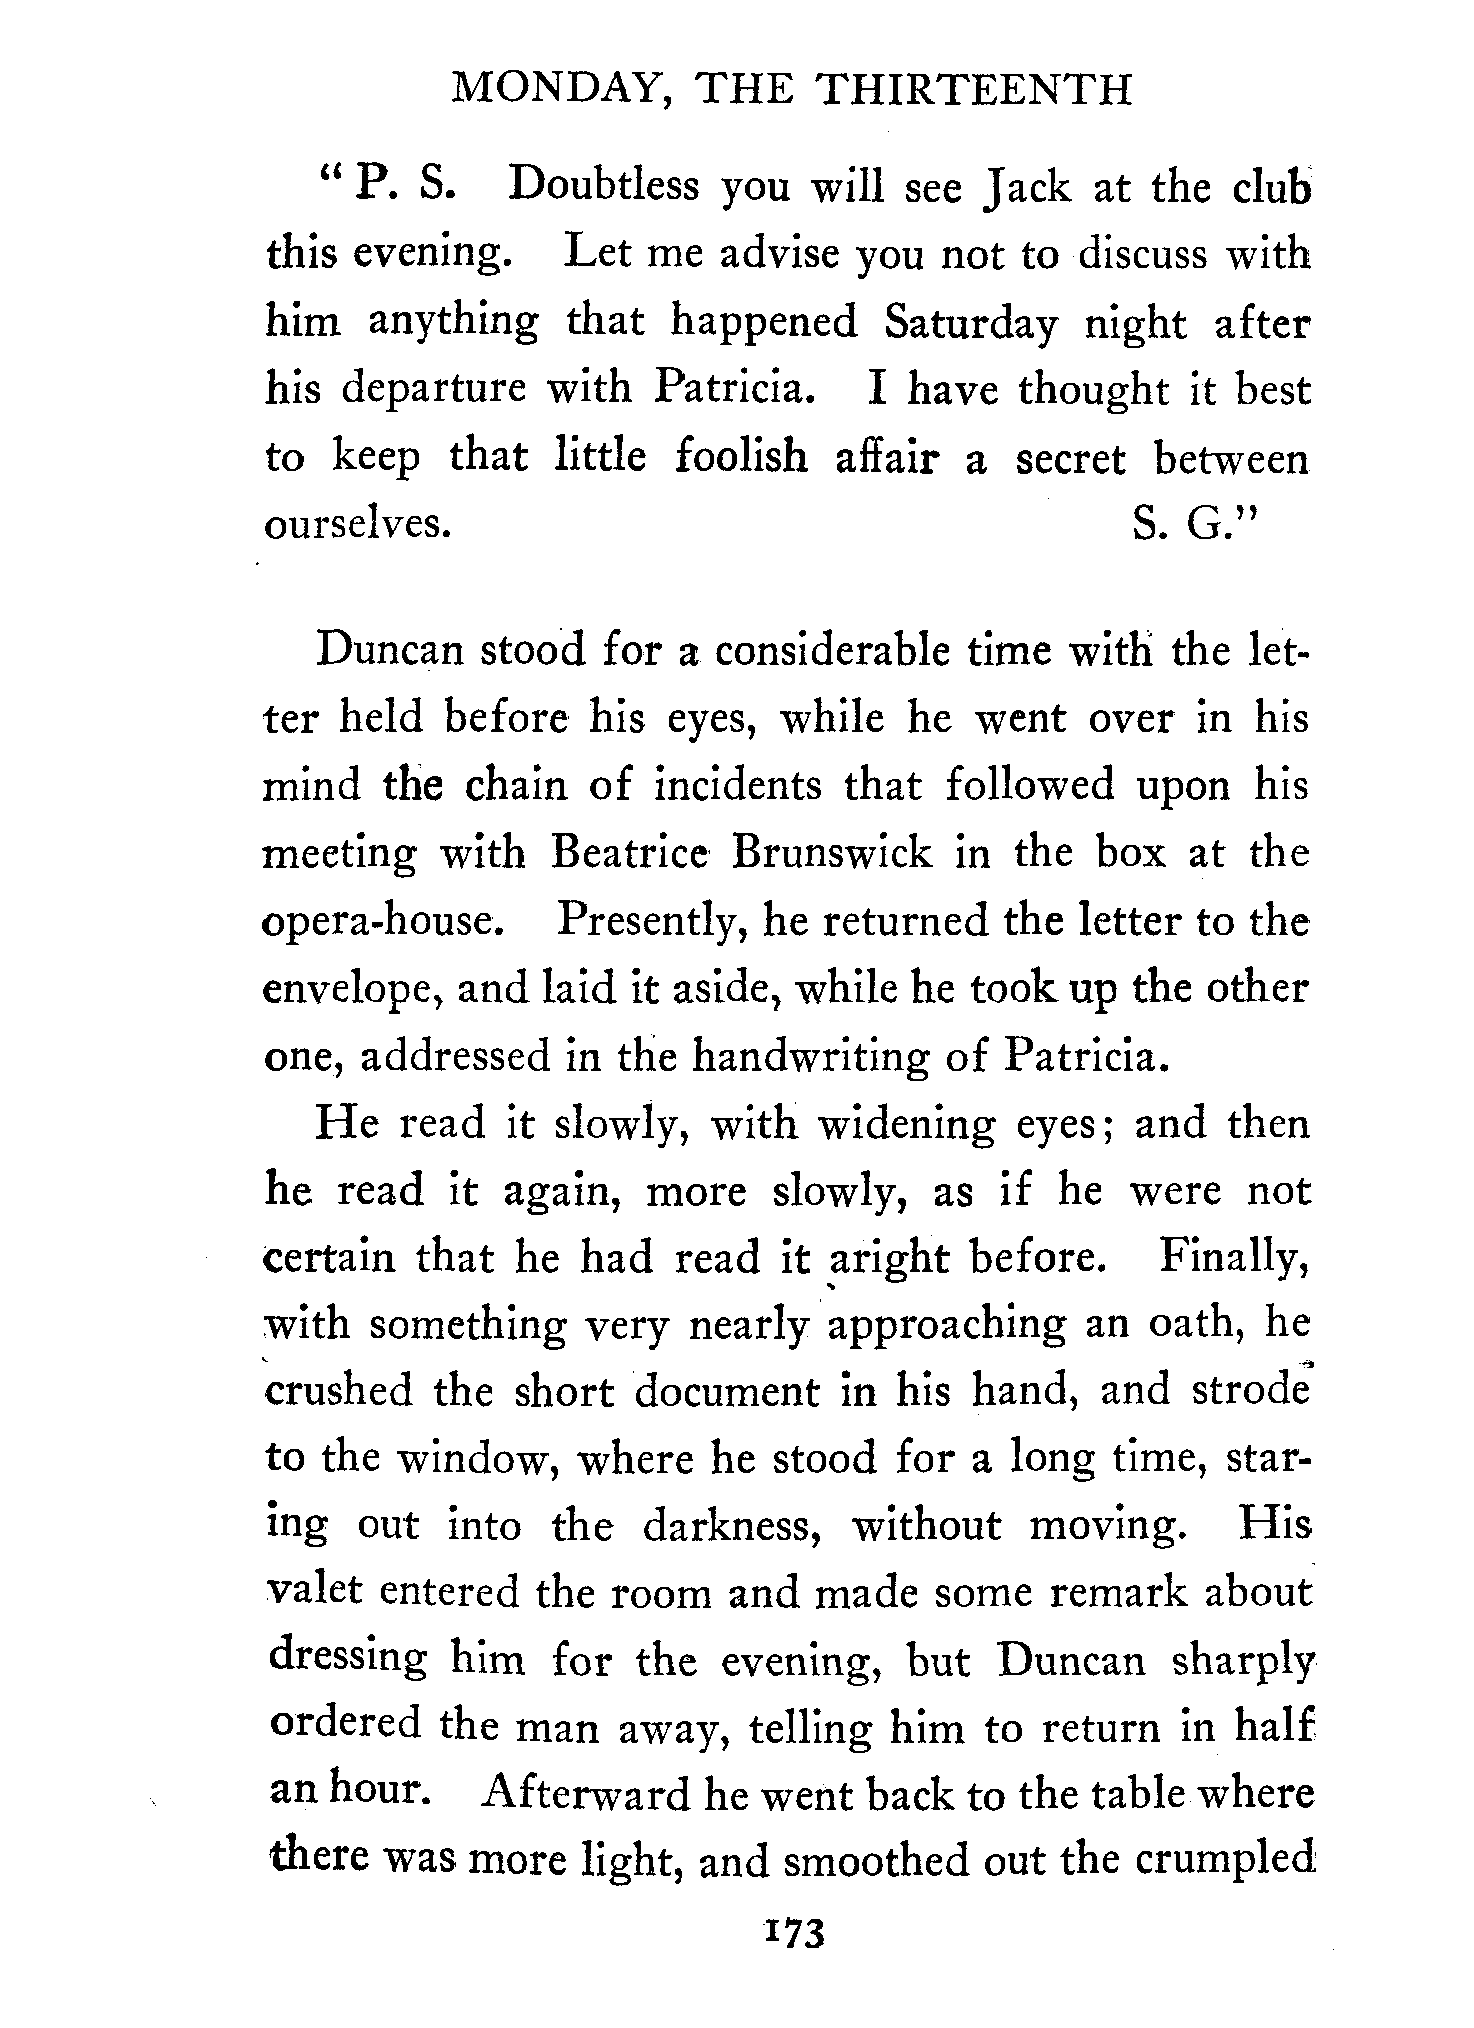 MONDAY, THE THIRTEENTH
“ P. S. Doubtless you will see Jack at the club
this evening. Let me advise you not to discuss with
him anything that happened Saturday night after
his departure with Patricia. I have thought it best
to keep that little foolish affair a secret between
ourselves. S. G.”
Duncan stood for a considerable time with the let-
ter held before his eyes, while he went over in his
mind the chain of incidents that followed upon his
meeting with Beatrice Brunswick in the box at the
opera-house. Presently, he returned the letter to the
envelope, and laid it aside, while he took up the other
one, addressed in the handwriting of Patricia.
He read it slowly, with widening eyes; and then
he read it again, more slowly, as if he were not
certain that he had read it aright before. Finally,
with something very nearly approaching an oath, he
crushed the short document in his hand, and strode
to the window, where he stood for a long time, star-
ing out into the darkness, without moving. His
valet entered the room and made some remark about
dressing him for the evening, but Duncan sharply
ordered the man away, telling him to return in half
an hour. Afterward he went back to the table where
there was more light, and smoothed out the crumpled
173